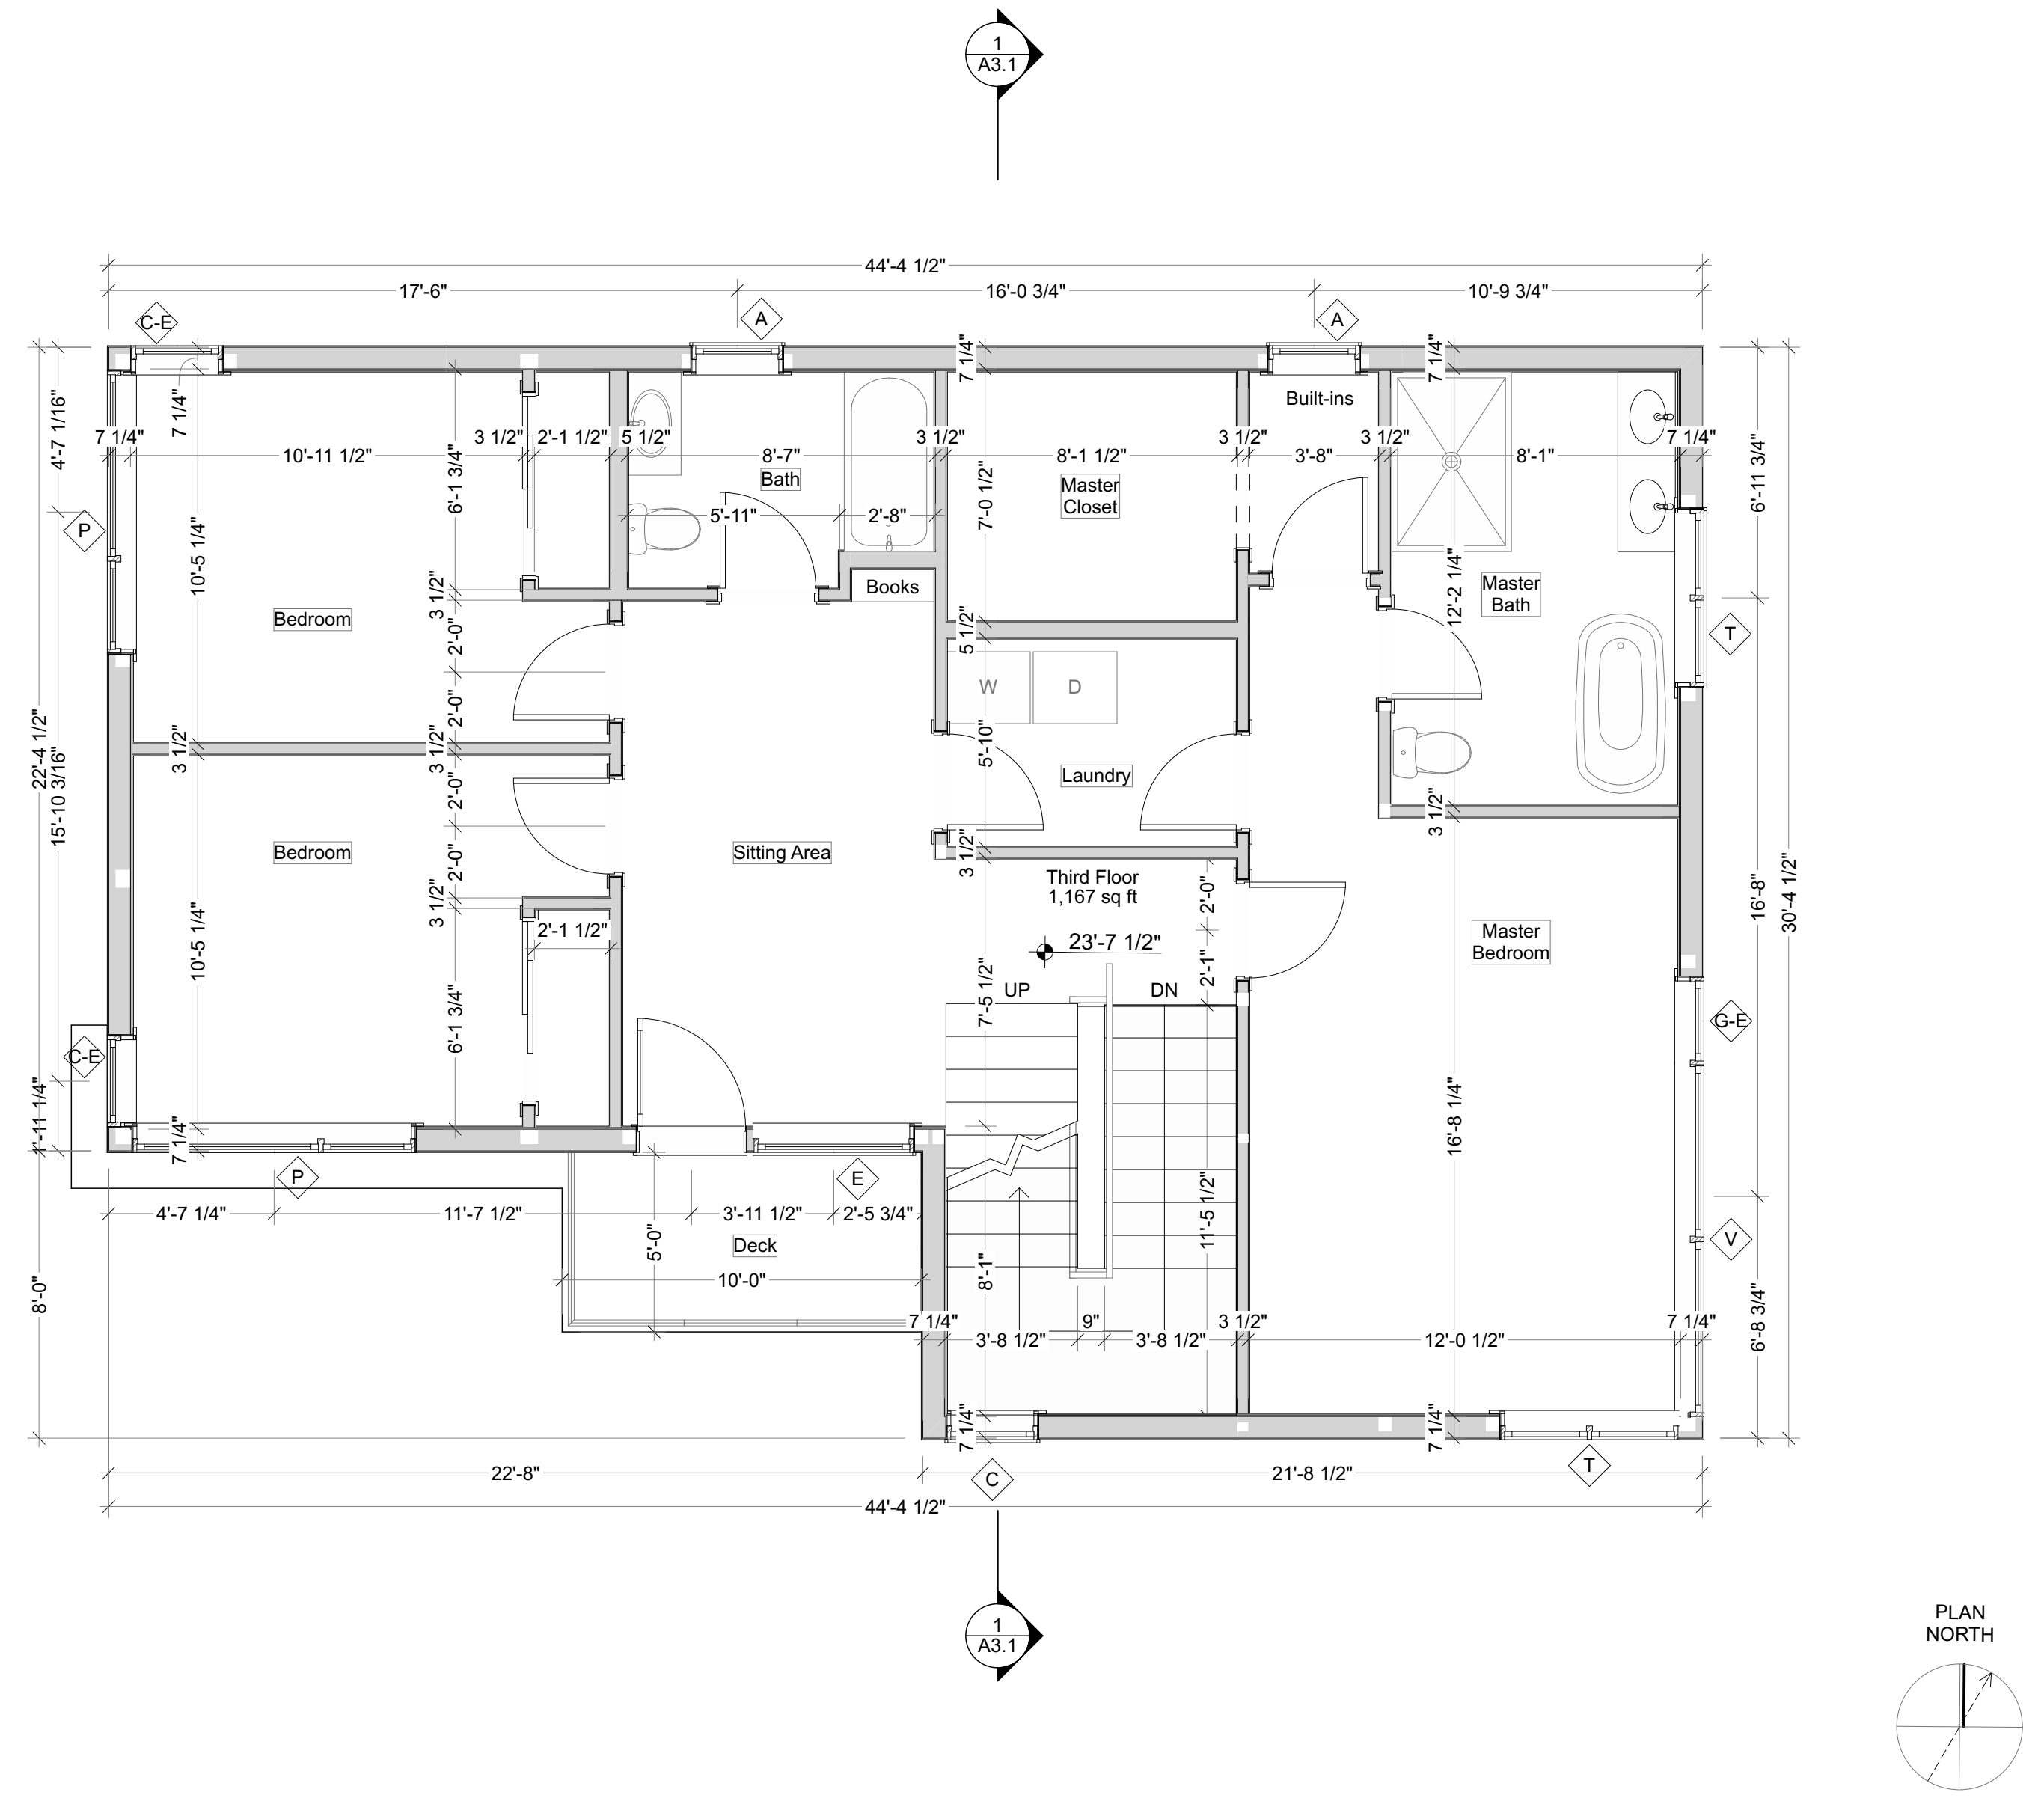 1
A3.1
44'-4 1/2"
17'-6"
16'-0 3/4"
10'-9 3/4"
C-E
A
A
7 1/4"
7 1/4"
4'-7 1/16"
7 1/4"
Built-ins
7 1/4"
10'-11 1/2"
6'-1 3/4"
3 1/2"
2'-1 1/2"
5 1/2"
8'-7"
Bath
3 1/2"
8'-1 1/2"
Master
Closet
7'-0 1/2"
3 1/2"
3'-8"
3 1/2"
8'-1"
7 1/4"
6'-11 3/4"
P
10'-5 1/4"
5'-11"
2'-8"
Books
12'-2 1/4"
Master
Bath
3 1/2"
2'-0"
Bedroom
5 1/2"
T
W
D
2'-0"
22'-4 1/2"
15'-10 3/16"
3 1/2"
3 1/2"
5'-10"
Laundry
2'-0"
3 1/2"
Bedroom
2'-0"
Sitting Area
3 1/2"
Third Floor
1,167 sq ft
2'-0"
16'-8"
30'-4 1/2"
3 1/2"
2'-1 1/2"
10'-5 1/4"
23'-7 1/2"
Master
Bedroom
2'-1"
UP
DN
7'-5 1/2"
6'-1 3/4"
C-E
G-E
1'-11 1/4"
7 1/4"
16'-8 1/4"
P
E
4'-7 1/4"
11'-7 1/2"
3'-11 1/2"
2'-5 3/4"
11'-5 1/2"
5'-0"
Deck
V
8'-0"
10'-0"
8'-1"
7 1/4"
3'-8 1/2"
9"
3'-8 1/2"
3 1/2"
12'-0 1/2"
7 1/4"
6'-8 3/4"
7 1/4"
7 1/4"
22'-8"
C
21'-8 1/2"
T
44'-4 1/2"
1
A3.1
PLAN
NORTH